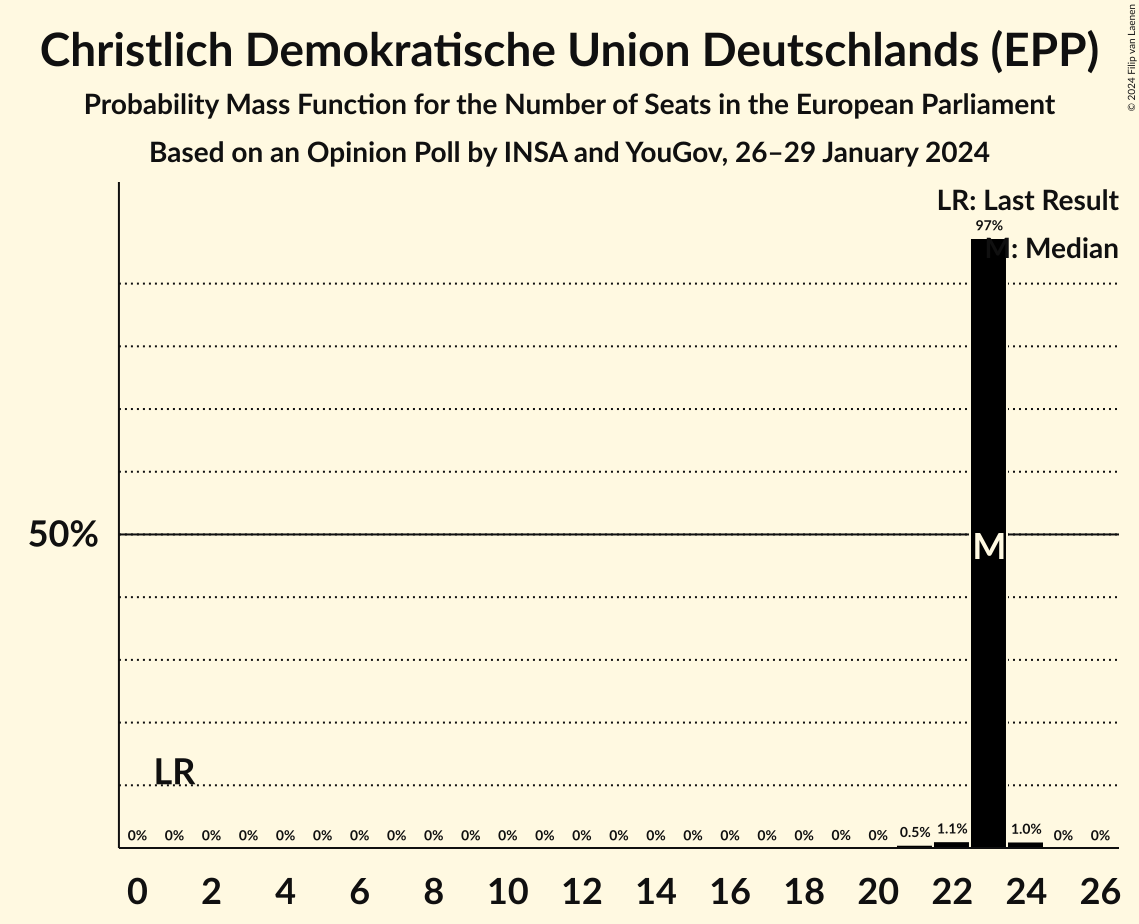 Christlich Demokratische Union Deutschlands (EPP)
Probability Mass Function for the Number of Seats in the European Parliament
Based on an Opinion Poll by INSA and YouGov, 26–29 January 2024
© 2024 Filip van Laenen
LR: Last Result
97%
M: Median
50%
M
LR
0% 0% 0% 0% 0% 0% 0% 0% 0% 0% 0% 0% 0% 0% 0% 0% 0% 0% 0% 0% 0% 0.5% 1.1% 1.0% 0% 0%
0 2 4 6 8 10 12 14 16 18 20 22 24 26